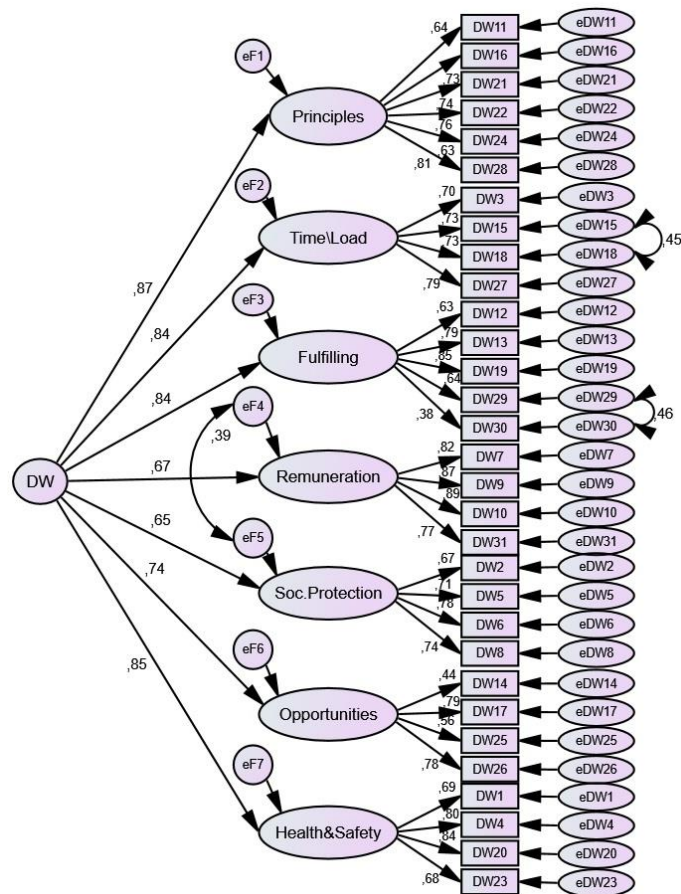 DW11
eDW11
,64
eF1
DW16
eDW16
,73
DW21
eDW21
,74
DW22
eDW22
Principles
,76
DW24
eDW24
,63
,81
DW28
eDW28
eF2
,70
DW3
eDW3
,73
DW15
eDW15
Time\Load
,73
DW18
eDW18
,45
,79
DW27
eDW27
,87
eF3
,63
DW12
eDW12
,84
,79
DW13
eDW13
Fulfilling
,85
DW19
eDW19
,64
DW29
eDW29
,84
eF4
,38
DW30
eDW30
,46
,39
,82
DW7
eDW7
,67
Remuneration
,87
DW9
eDW9
DW
,89
DW10
eDW10
,77
DW31
eDW31
,65
eF5
,67
DW2
eDW2
,74
Soc.Protection
,71
DW5
eDW5
,78
DW6
eDW6
,74
DW8
eDW8
,85
eF6
,44
DW14
eDW14
Opportunities
,79
DW17
eDW17
,56
DW25
eDW25
,78
DW26
eDW26
eF7
,69
DW1
eDW1
Health&Safety
,80
DW4
eDW4
,84
DW20
eDW20
,68
DW23
eDW23